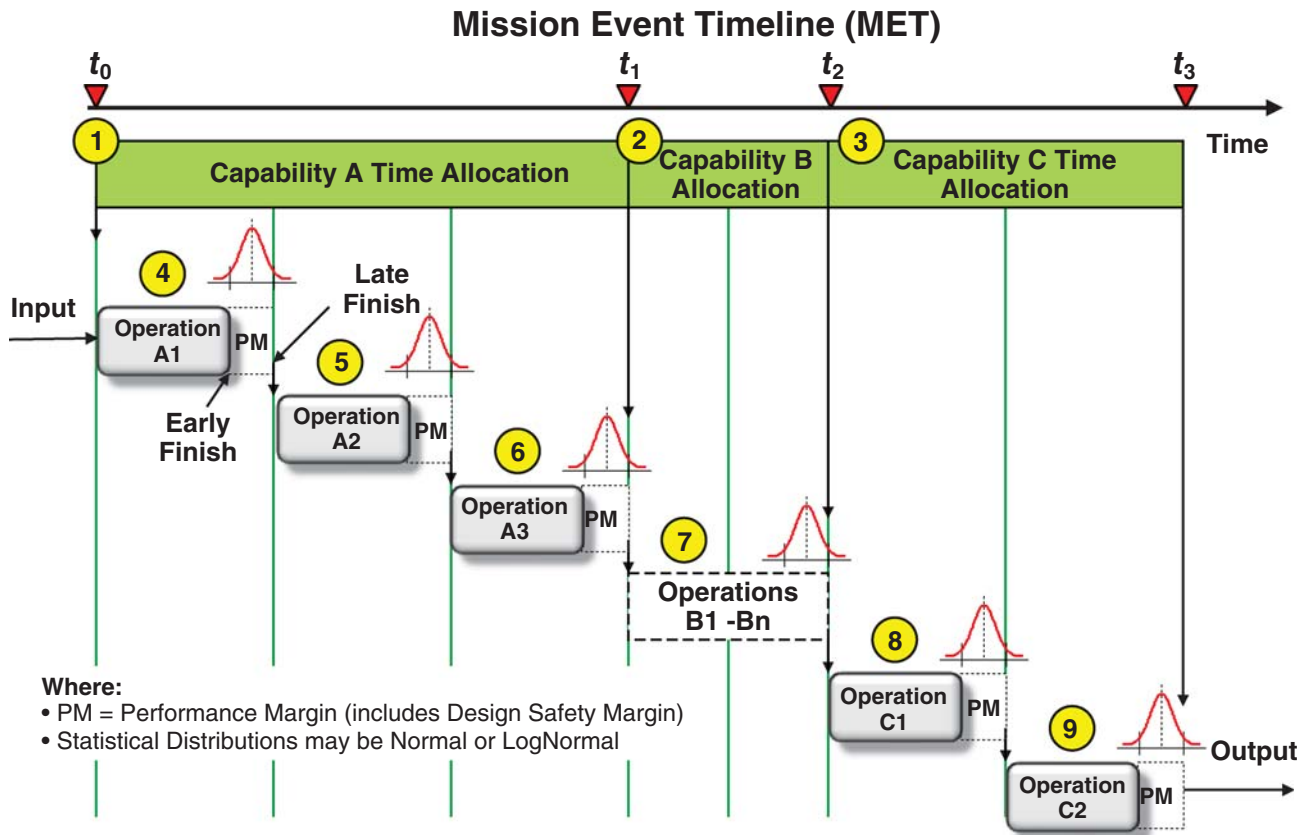 Mission Event Timeline (MET)
t0
t1
t2
t3
Time
1
2
3
Capability A Time Allocation
Capability B
Allocation
Capability C Time
Allocation
4
Input
Operation
A1
PM
Late
Finish
Early
Finish
5
Operation
A2
PM
6
Operation
A3
PM
7
Operations
B1 -Bn
8
Operation
C1
PM
9
Operation
C2
PM
Output
Where:
• PM = Performance Margin (includes Design Safety Margin)
• Statistical Distributions may be Normal or LogNormal